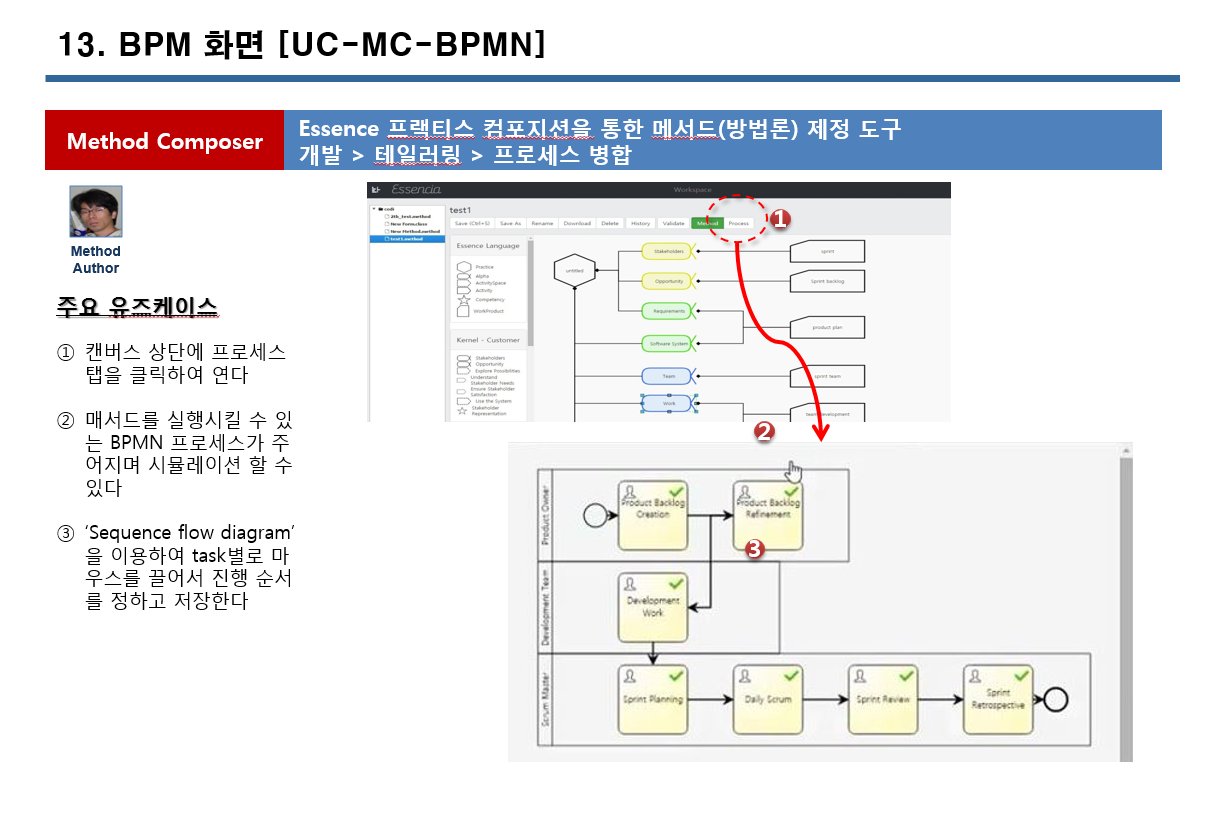 13. BPM 화면 [UC-MC-BPMN]
Method Composer
Essence 프랙티스 컴포지션을 통한 메서드(방법론) 제정 도구
개발 > 테일러링 > 프로세스 병합
Method
Author
주요 유즈케이스
① 캔버스 상단에 프로세스
탭을 클릭하여 연다
② 매서드를 실행시킬 수 있
는 BPMN 프로세스가 주
어지며 시뮬레이션 할 수
있다
③ ‘Sequence flow diagram’
을 이용하여 task별로 마
우스를 끌어서 진행 순서
를 정하고 저장한다
Essencia
Workspace
codi
New Form.class
New Method.method
test1.method
test1
Save (Ctrl+S) Save As Rename Download Delete History Validate Method Process
1
Essence Language
Practice
Alpha
ActivitySpace
Activity
Competency
WorkProduct
Kernel - Customer
Stakeholders
Opportunity
Explore Possibilities
Understand
Stakeholder Needs
Ensure Stakeholder
Satisfaction
Use the System
Stakeholder
Representation
untitled
Stakeholders
Opportunity
Requirements
Software System
Team
Work
sprint
Sprint backlog
product plan
sprint team
team development
2
Product Owner
Product Backlog
Creation
Product Backlog
Refinement
3
Development Team
Development
Work
Scrum Master
Sprint Planning
Daily Scrum
Sprint Review
Sprint
Retrospective